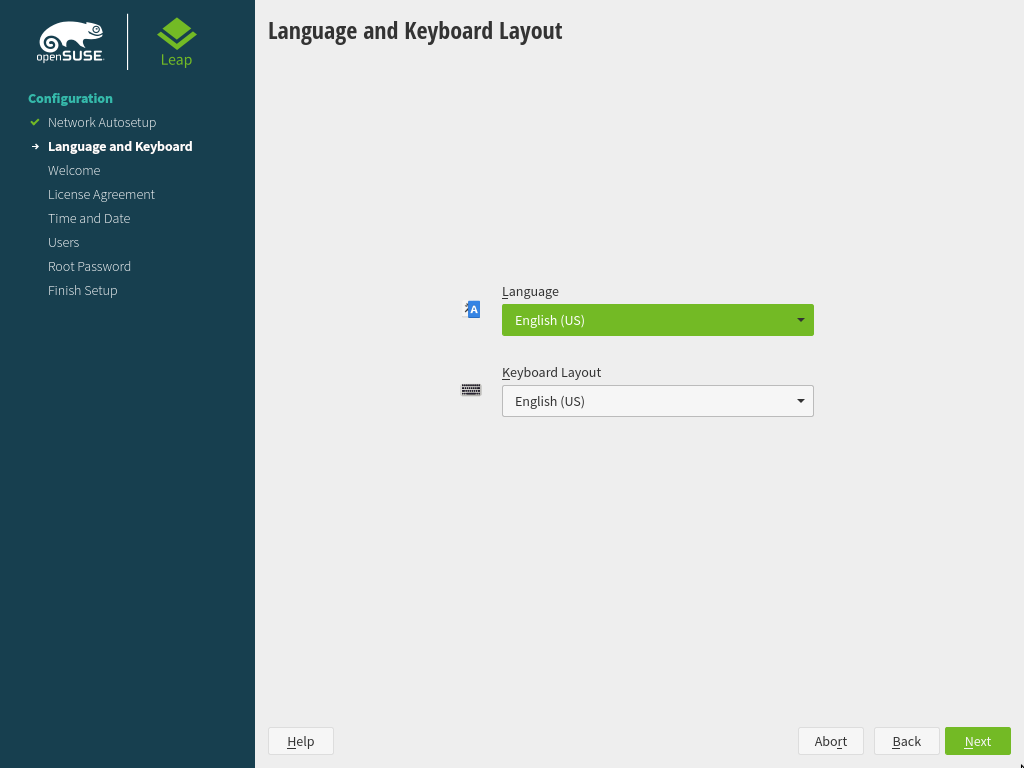 openSUSE
Leap
Configuration
Network Autosetup
Language and Keyboard
Welcome
License Agreement
Time and Date
Users
Root Password
Finish Setup
Language and Keyboard Layout
Language
A
English (US)
Keyboard Layout
English (US)
Help
Abort
Back
Next